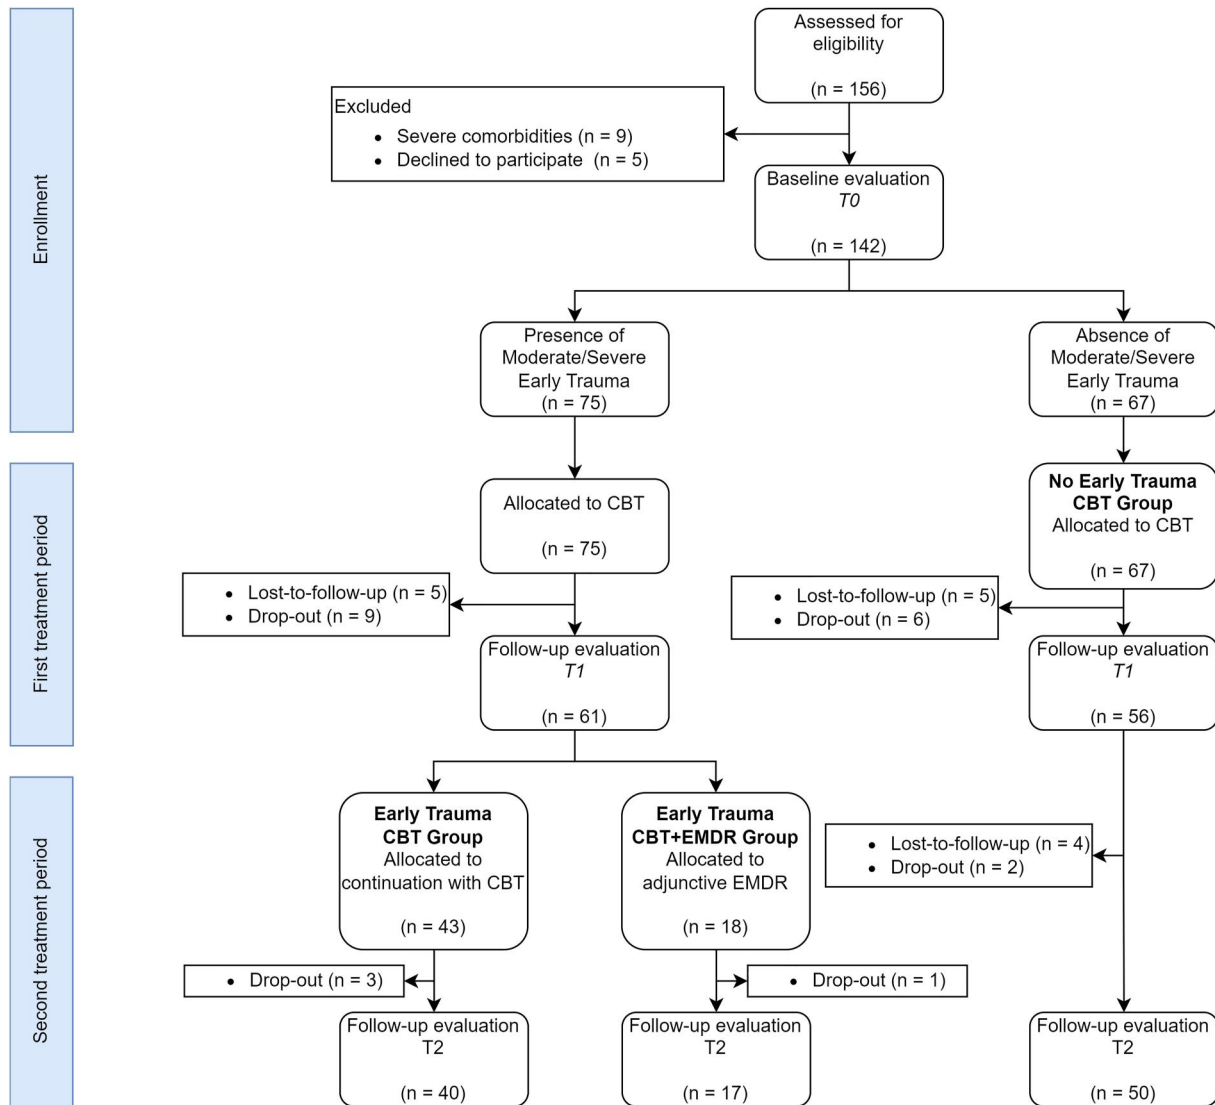 Enrollment
Assessed for
eligibility
(n = 156)
Excluded
• Severe comorbidities (n = 9)
• Declined to participate  (n = 5)
Baseline evaluation
T0
(n = 142)
Presence of
Moderate/Severe
Early Trauma
(n = 75)
Absence of
Moderate/Severe
Early Trauma
(n = 67)
First treatment period
Allocated to CBT
(n = 75)
No Early Trauma
CBT Group
Allocated to CBT
(n = 67)
• Lost-to-follow-up (n = 5)
• Drop-out (n = 9)
• Lost-to-follow-up (n = 5)
• Drop-out (n = 6)
Follow-up evaluation
T1
(n = 61)
Follow-up evaluation
T1
(n = 56)
Second treatment period
Early Trauma
CBT Group
Allocated to
continuation with CBT
(n = 43)
Early Trauma
CBT+EMDR Group
Allocated to
adjunctive EMDR
(n = 18)
• Lost-to-follow-up (n = 4)
• Drop-out (n = 2)
• Drop-out (n = 3)
• Drop-out (n = 1)
Follow-up evaluation
T2
(n = 40)
Follow-up evaluation
T2
(n = 17)
Follow-up evaluation
T2
(n = 50)